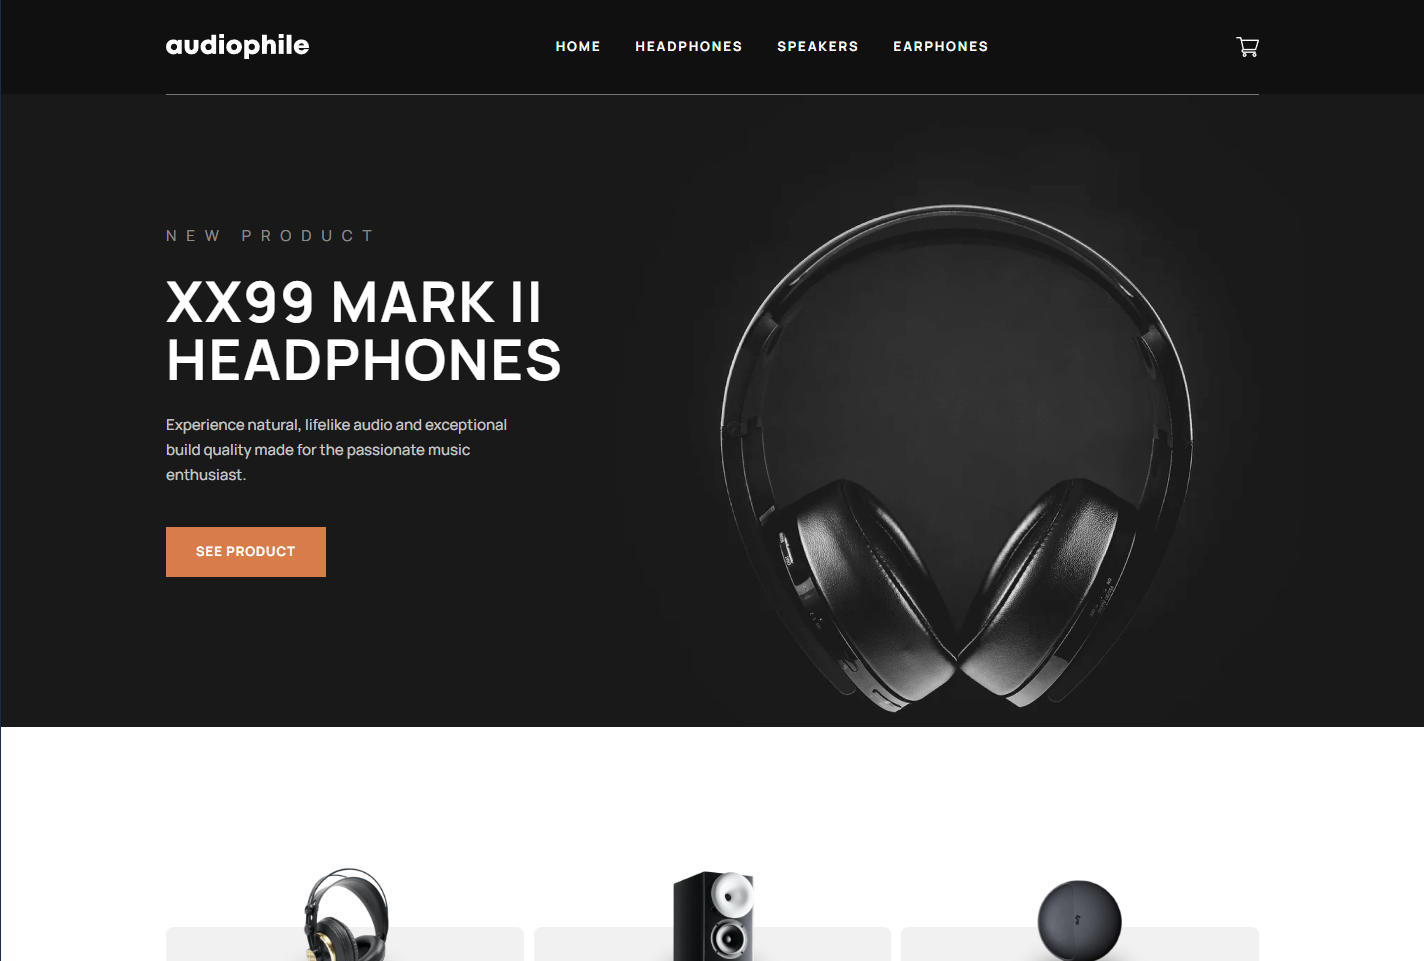 audiophile
HOME HEADPHONES SPEAKERS EARPHONES
NEW PRODUCT
XX99 MARK II
HEADPHONES
Experience natural, lifelike audio and exceptional
build quality made for the passionate music
enthusiast.
SEE PRODUCT